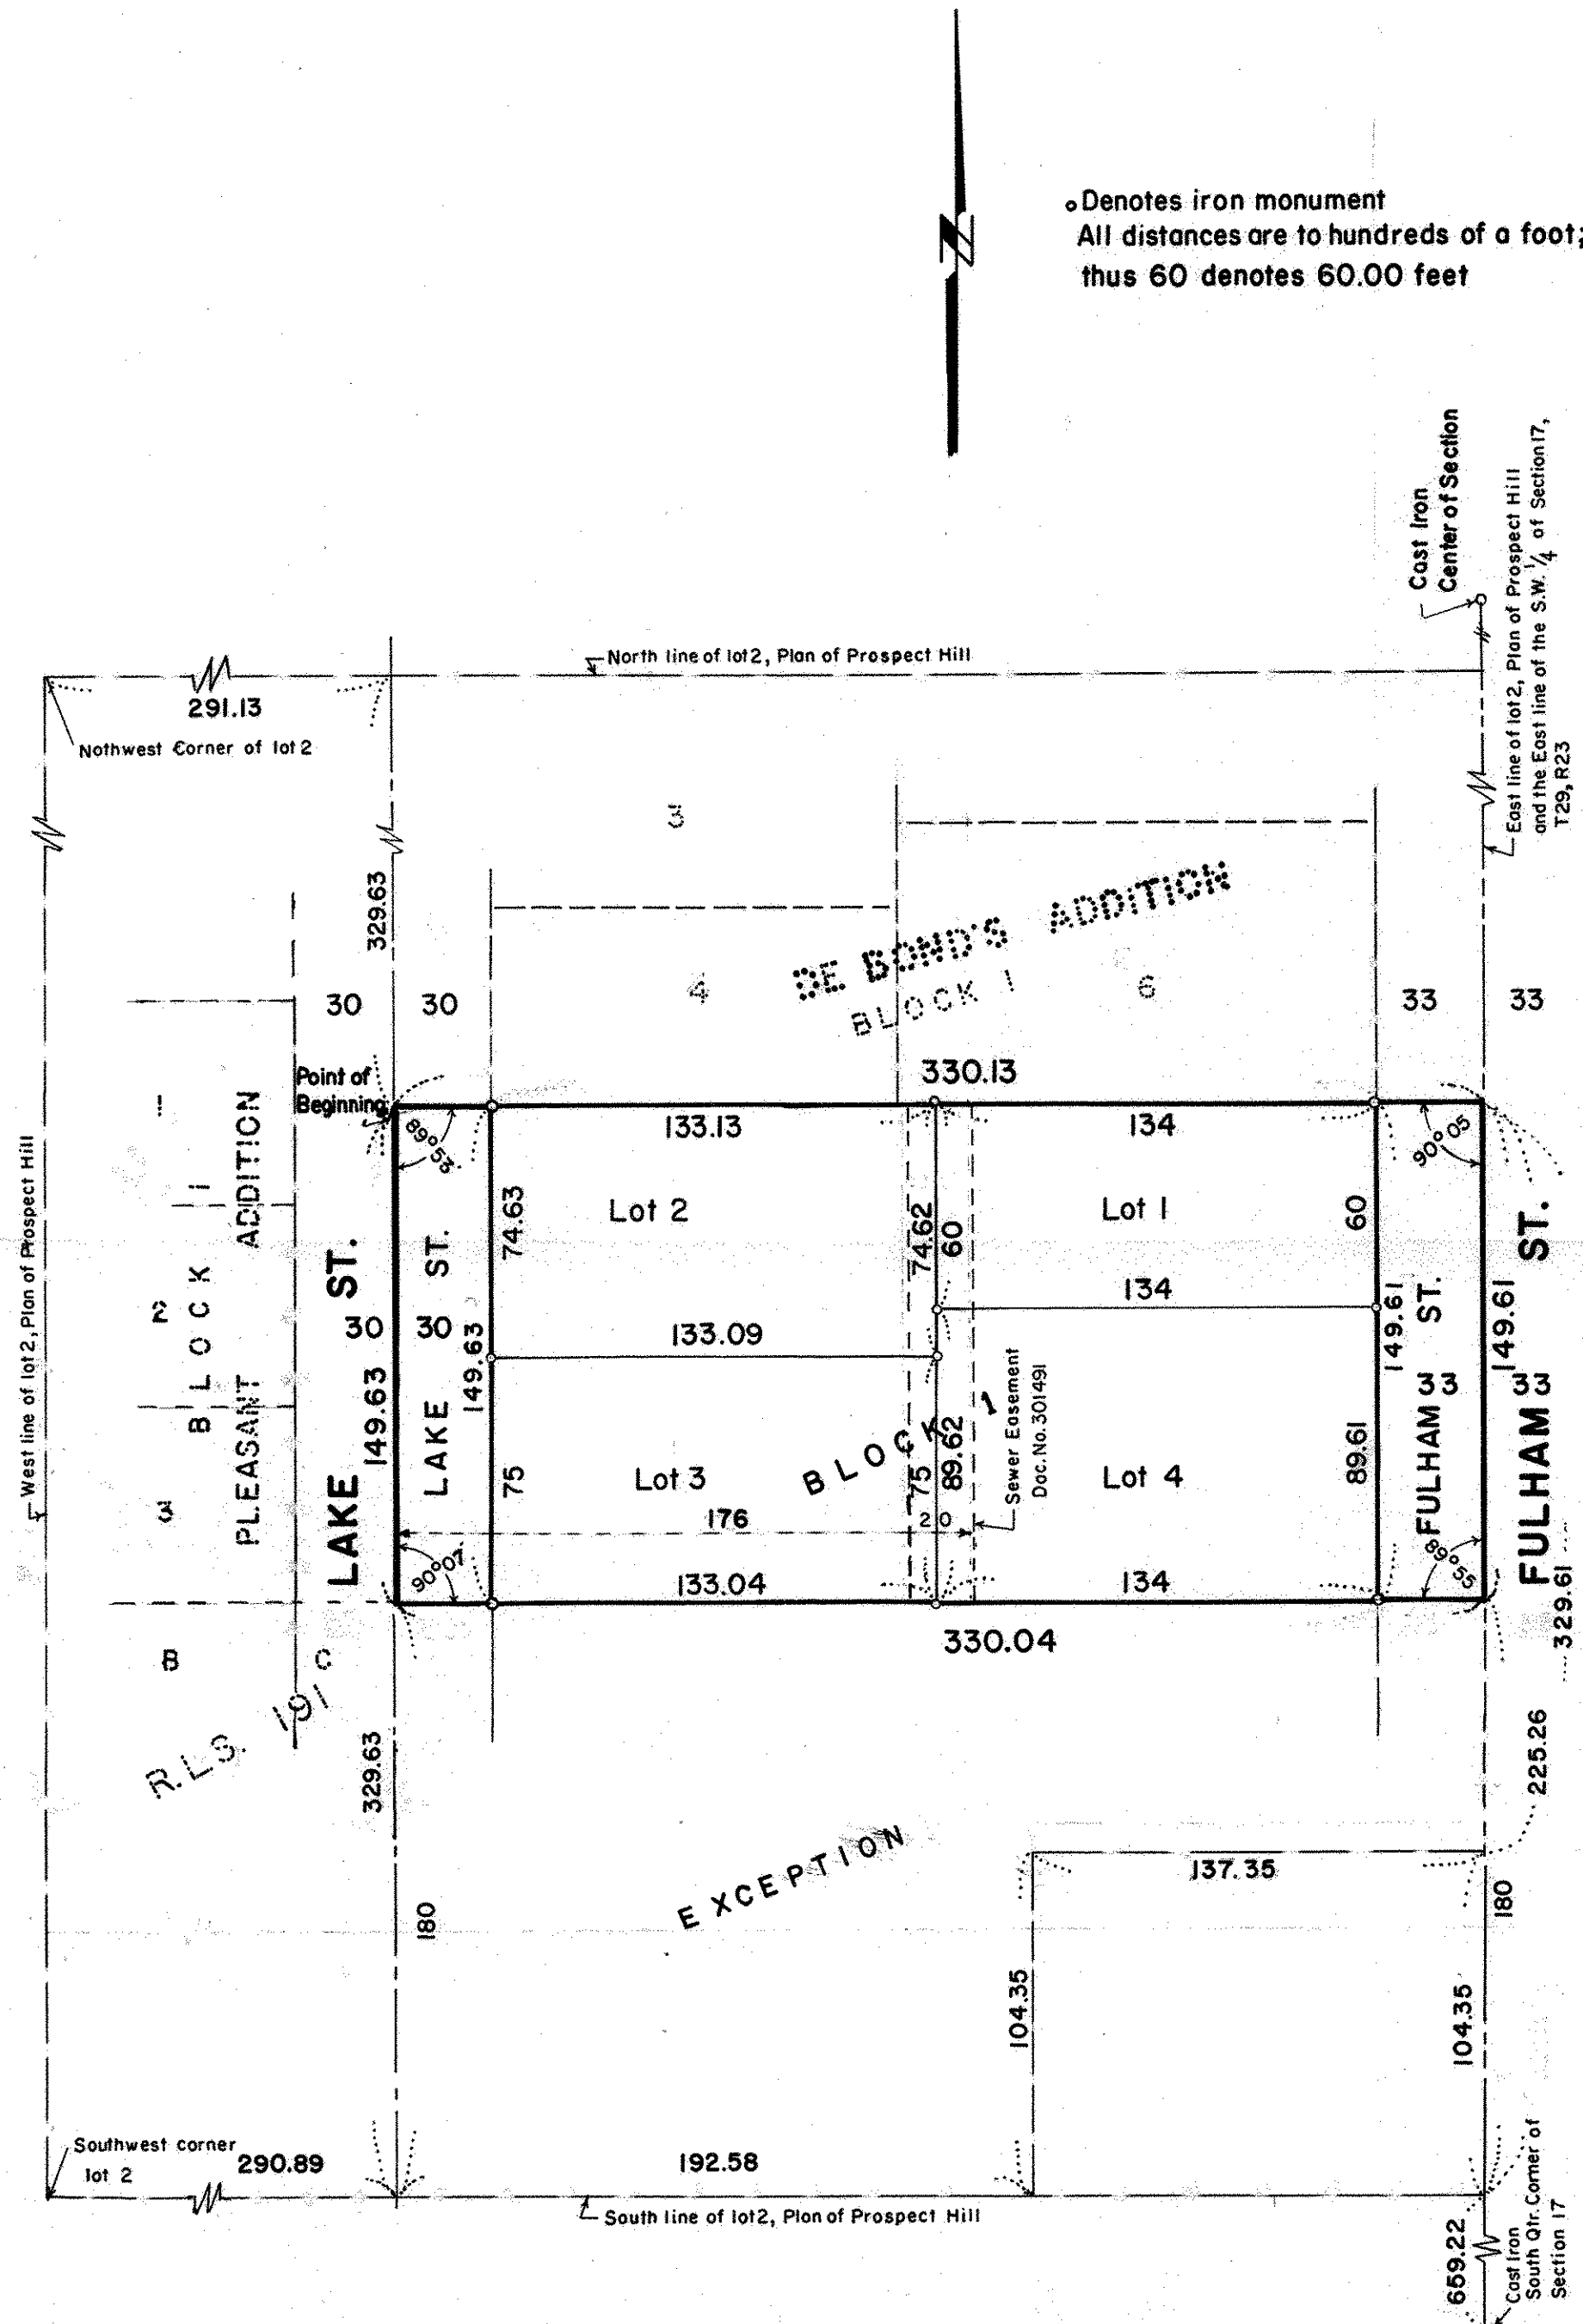 Z
Denotes iron monument
All distances are to hundreds of a foot;
thus 60 denotes 60.00 feet
Cast Iron
Center of Section
East line of lot 2, Plan of Prospect Hill
and the East line of the S.W. 1/4 of Section 17,
T29, R23
North line of lot 2, Plan of Prospect Hill
291.13
Nothwest Corner of lot 2
3
329.63
DE BOND'S ADDITION
BLOCK 1
4
6
30
30
33
33
Point of
Beginning
330.13
133.13
134
89°53
90°05
1
2
3
BLOCK 1
PLEASANT ADDITION
West line of lot 2, Plan of Prospect Hill
LAKE ST.
30
149.63
LAKE ST.
30
149.63
74.63
Lot 2
74.62
60
Lot 1
60
134
133.09
149.61
FULHAM ST.
33
149.61
FULHAM ST.
33
75
Lot 3
BLOCK 1
75
89.62
Sewer Easement
Doc. No. 301491
Lot 4
89.61
176
20
90°07
133.04
134
89°55
330.04
329.61
B
C
R.L.S. 191
329.63
225.26
EXCEPTION
137.35
180
180
104.35
104.35
Southwest corner
lot 2
290.89
192.58
South line of lot 2, Plan of Prospect Hill
659.22
Cast Iron
South Qtr. Corner of
Section 17